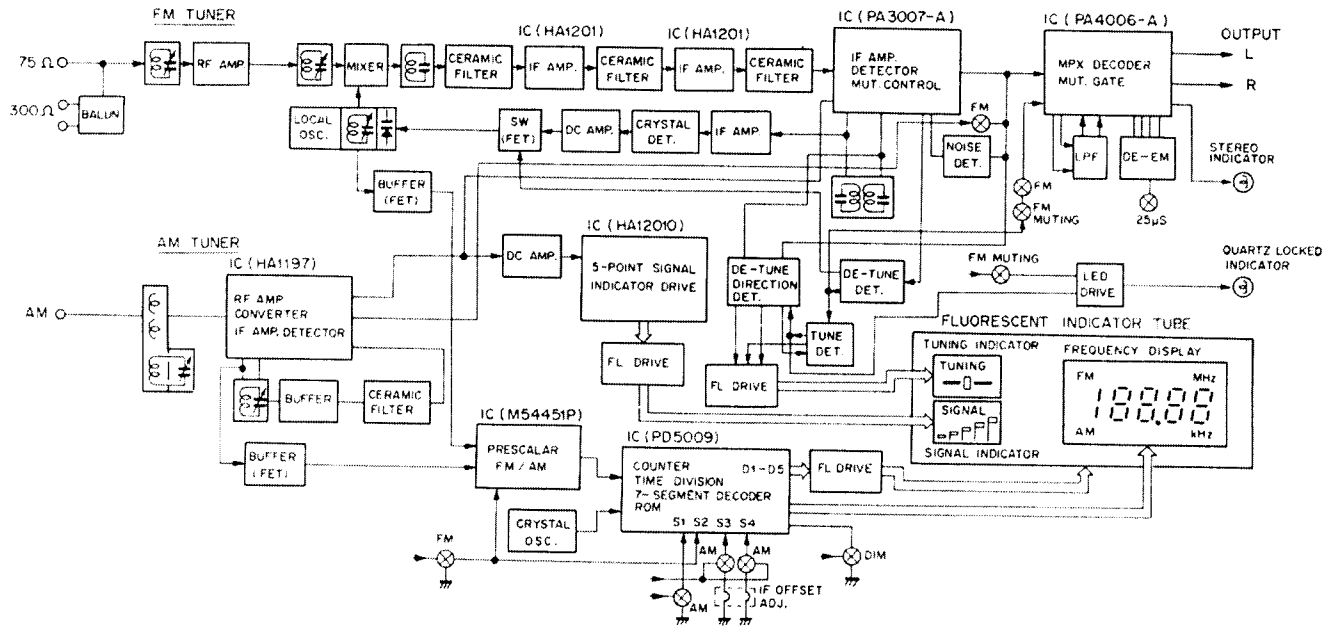 FM TUNER
75Ω
300Ω
BALUN
RF AMP
MIXER
CERAMIC
FILTER
IC (HA1201)
IF AMP.
CERAMIC
FILTER
IC (HA1201)
IF AMP.
CERAMIC
FILTER
IC (PA3007-A)
IF AMP.
DETECTOR
MUT. CONTROL
IC (PA4006-A)
MPX DECODER
MUT. GATE
OUTPUT
L
R
LOCAL
OSC.
SW
(FET)
DC AMP.
CRYSTAL
DET.
IF AMP.
FM
NOISE
DET.
LPF
DE-EM
STEREO
INDICATOR
BUFFER
(FET)
FM
FM
MUTING
25µS
AM TUNER
IC (HA1197)
RF AMP
CONVERTER
IF AMP. DETECTOR
AM
DC AMP.
IC (HA12010)
5-POINT SIGNAL
INDICATOR DRIVE
DE-TUNE
DIRECTION
DET.
DE-TUNE
DET.
TUNE
DET.
FM MUTING
LED
DRIVE
QUARTZ LOCKED
INDICATOR
FL DRIVE
FL DRIVE
FLUORESCENT INDICATOR TUBE
TUNING INDICATOR
TUNING
FREQUENCY DISPLAY
FM
MHz
188.88
AM
kHz
SIGNAL
SIGNAL INDICATOR
BUFFER
CERAMIC
FILTER
BUFFER
(FET)
IC (M54451P)
PRESCALAR
FM/AM
IC (PD5009)
COUNTER
TIME DIVISION
7-SEGMENT DECODER
ROM
D1-D5
S1 S2 S3 S4
FL DRIVE
CRYSTAL
OSC.
FM
AM
AM
AM
IF OFFSET
ADJ.
DIM